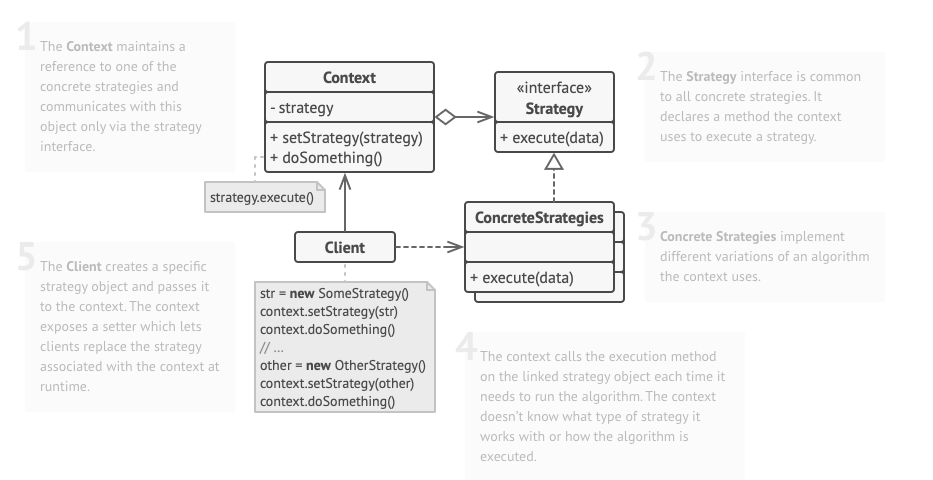 1
The Context maintains a
reference to one of the
concrete strategies and
communicates with this
object only via the strategy
interface.
Context
- strategy
+ setStrategy(strategy)
+ doSomething()
strategy.execute()
«interface»
Strategy
+ execute(data)
2
The Strategy interface is common
to all concrete strategies. It
declares a method the context
uses to execute a strategy.
ConcreteStrategies
+ execute(data)
3
Concrete Strategies implement
different variations of an algorithm
the context uses.
Client
str = new SomeStrategy()
context.setStrategy(str)
context.doSomething()
// ...
other = new OtherStrategy()
context.setStrategy(other)
context.doSomething()
4
The context calls the execution method
on the linked strategy object each time it
needs to run the algorithm. The context
doesn't know what type of strategy it
works with or how the algorithm is
executed.
5
The Client creates a specific
strategy object and passes it
to the context. The context
exposes a setter which lets
clients replace the strategy
associated with the context at
runtime.